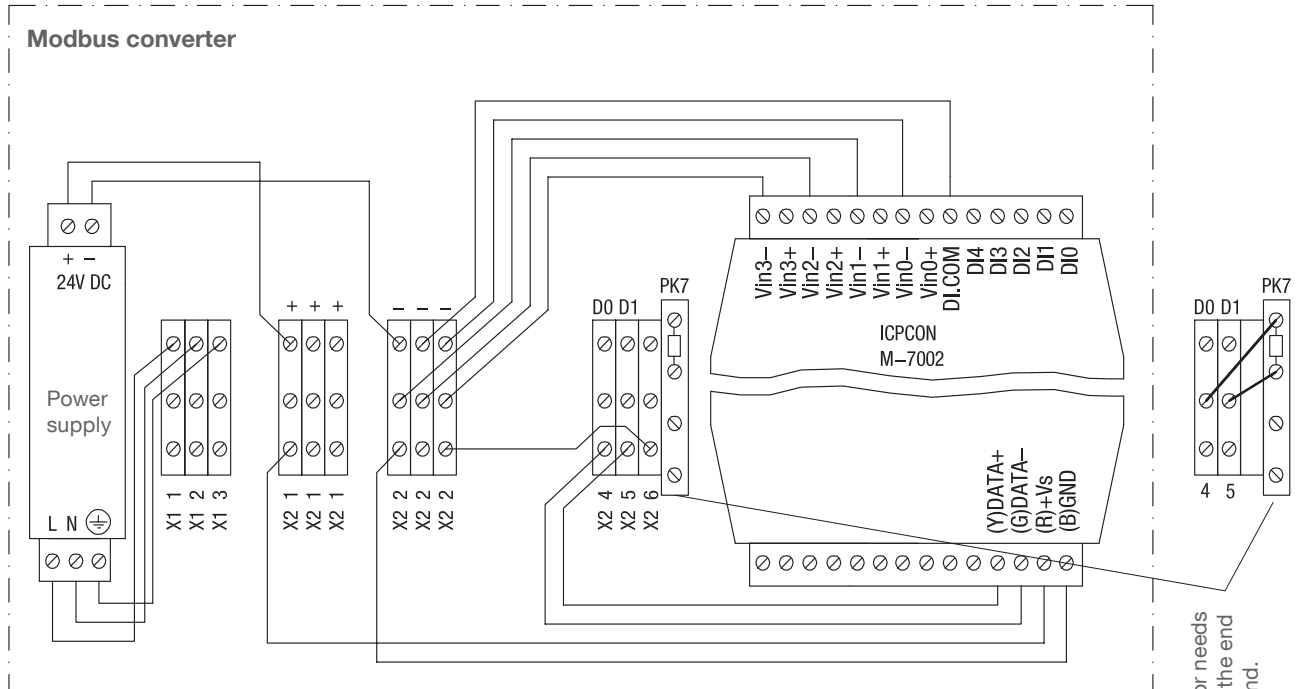 Modbus converter
+ −
24V DC
Power
supply
L N
X1 1
X1 2
X1 3
+ + +
X2 1
X2 1
X2 1
− − −
X2 2
X2 2
X2 2
D0 D1
PK7
X2 4
X2 5
X2 6
Vin3−
Vin3+
Vin2−
Vin2+
Vin1−
Vin1+
Vin0−
Vin0+
DI.COM
DI4
DI3
DI2
DI1
DI0
ICPCON
M−7002
(Y)DATA+
(G)DATA−
(R)+Vs
(B)GND
D0 D1
PK7
4 5
or needs
the end
nd.